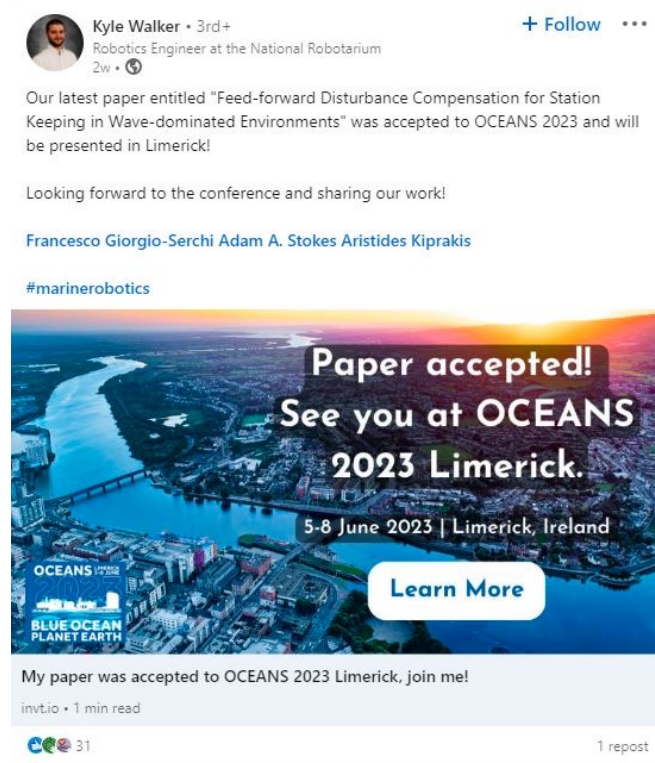 Kyle Walker • 3rd+
+ Follow •••
Robotics Engineer at the National Robotarium
2w •
Our latest paper entitled "Feed-forward Disturbance Compensation for Station
Keeping in Wave-dominated Environments" was accepted to OCEANS 2023 and will
be presented in Limerick!
Looking forward to the conference and sharing our work!
Francesco Giorgio-Serchi Adam A. Stokes Aristides Kiprakis
#marinerobotics
Paper accepted!
See you at OCEANS
2023 Limerick.
5-8 June 2023 | Limerick, Ireland
Learn More
OCEANS LIMERICK
5-8 JUNE
BLUE OCEAN
PLANET EARTH
My paper was accepted to OCEANS 2023 Limerick, join me!
invt.io • 1 min read
31
1 repost